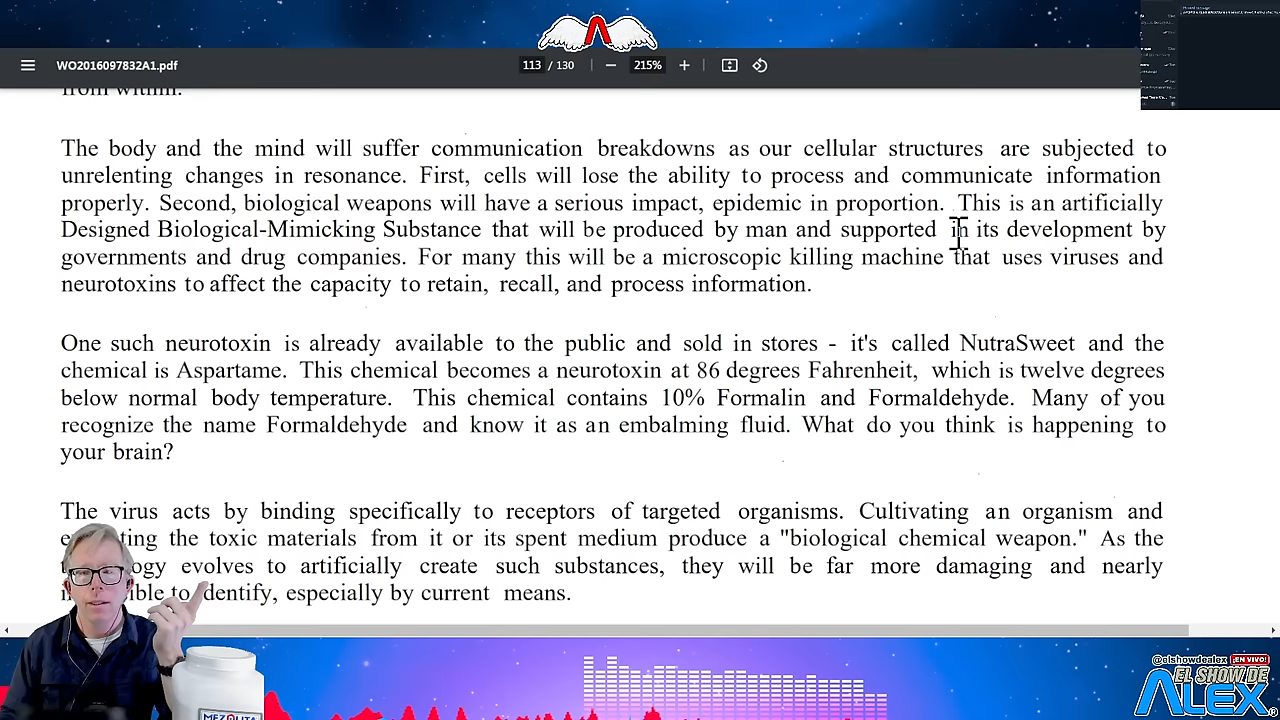 WO2016097832A1.pdf
113 / 130
215%
from within.
The body and the mind will suffer communication breakdowns as our cellular structures are subjected to
unrelenting changes in resonance. First, cells will lose the ability to process and communicate information
properly. Second, biological weapons will have a serious impact, epidemic in proportion. This is an artificially
Designed Biological-Mimicking Substance that will be produced by man and supported in its development by
governments and drug companies. For many this will be a microscopic killing machine that uses viruses and
neurotoxins to affect the capacity to retain, recall, and process information.
One such neurotoxin is already available to the public and sold in stores - it's called NutraSweet and the
chemical is Aspartame. This chemical becomes a neurotoxin at 86 degrees Fahrenheit, which is twelve degrees
below normal body temperature. This chemical contains 10% Formalin and Formaldehyde. Many of you
recognize the name Formaldehyde and know it as an embalming fluid. What do you think is happening to
your brain?
The virus acts by binding specifically to receptors of targeted organisms. Cultivating an organism and
the toxic materials from it or its spent medium produce a "biological chemical weapon." As the
evolves to artificially create such substances, they will be far more damaging and nearly
to identify, especially by current means.
@elshowdealex ¡EN VIVO!
EL SHOW DE
ALEX
MEZQLITA